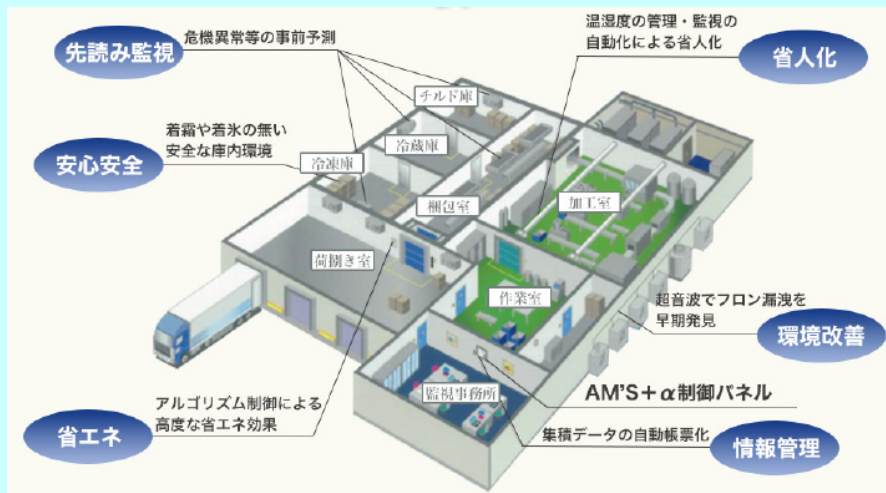 先読み監視
危機異常等の事前予測
温湿度の管理・監視の
自動化による省人化
省人化
チルド庫
着霜や着氷の無い
安全な庫内環境
安心安全
冷蔵庫
冷凍庫
梱包室
加工室
荷捌き室
作業室
超音波でフロン漏洩を
早期発見
環境改善
監視事務所
AM'S+α制御パネル
アルゴリズム制御による
高度な省エネ効果
省エネ
集積データの自動帳票化
情報管理